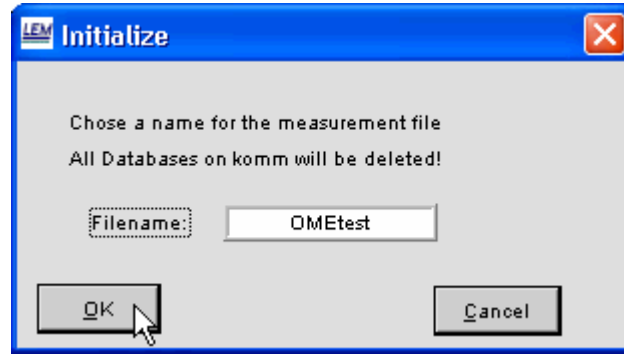 LEM Initialize
Chose a name for the measurement file
All Databases on komm will be deleted!
Filename: OMEtest
OK Cancel